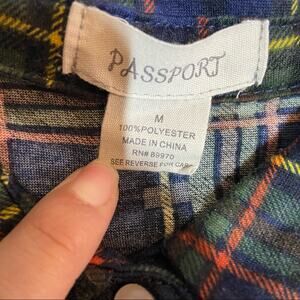 PASSPORT
M
100%POLYESTER
MADE IN CHINA
RN# 89970
SEE REVERSE FOR CARE